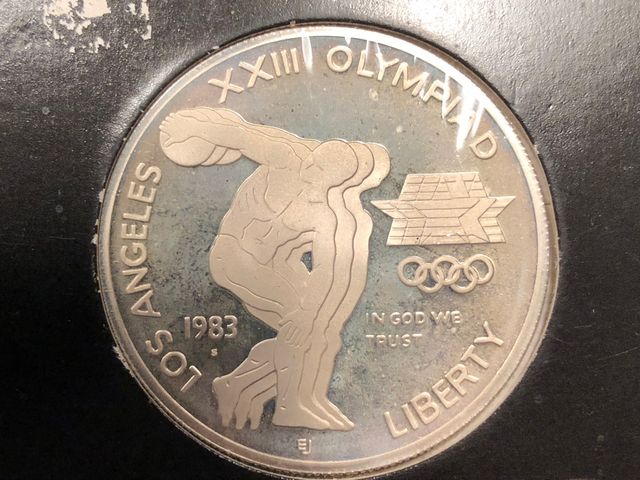 XXIII OLYMPIAD
LOS ANGELES
1983
S
IN GOD WE
TRUST
LIBERTY
EJ